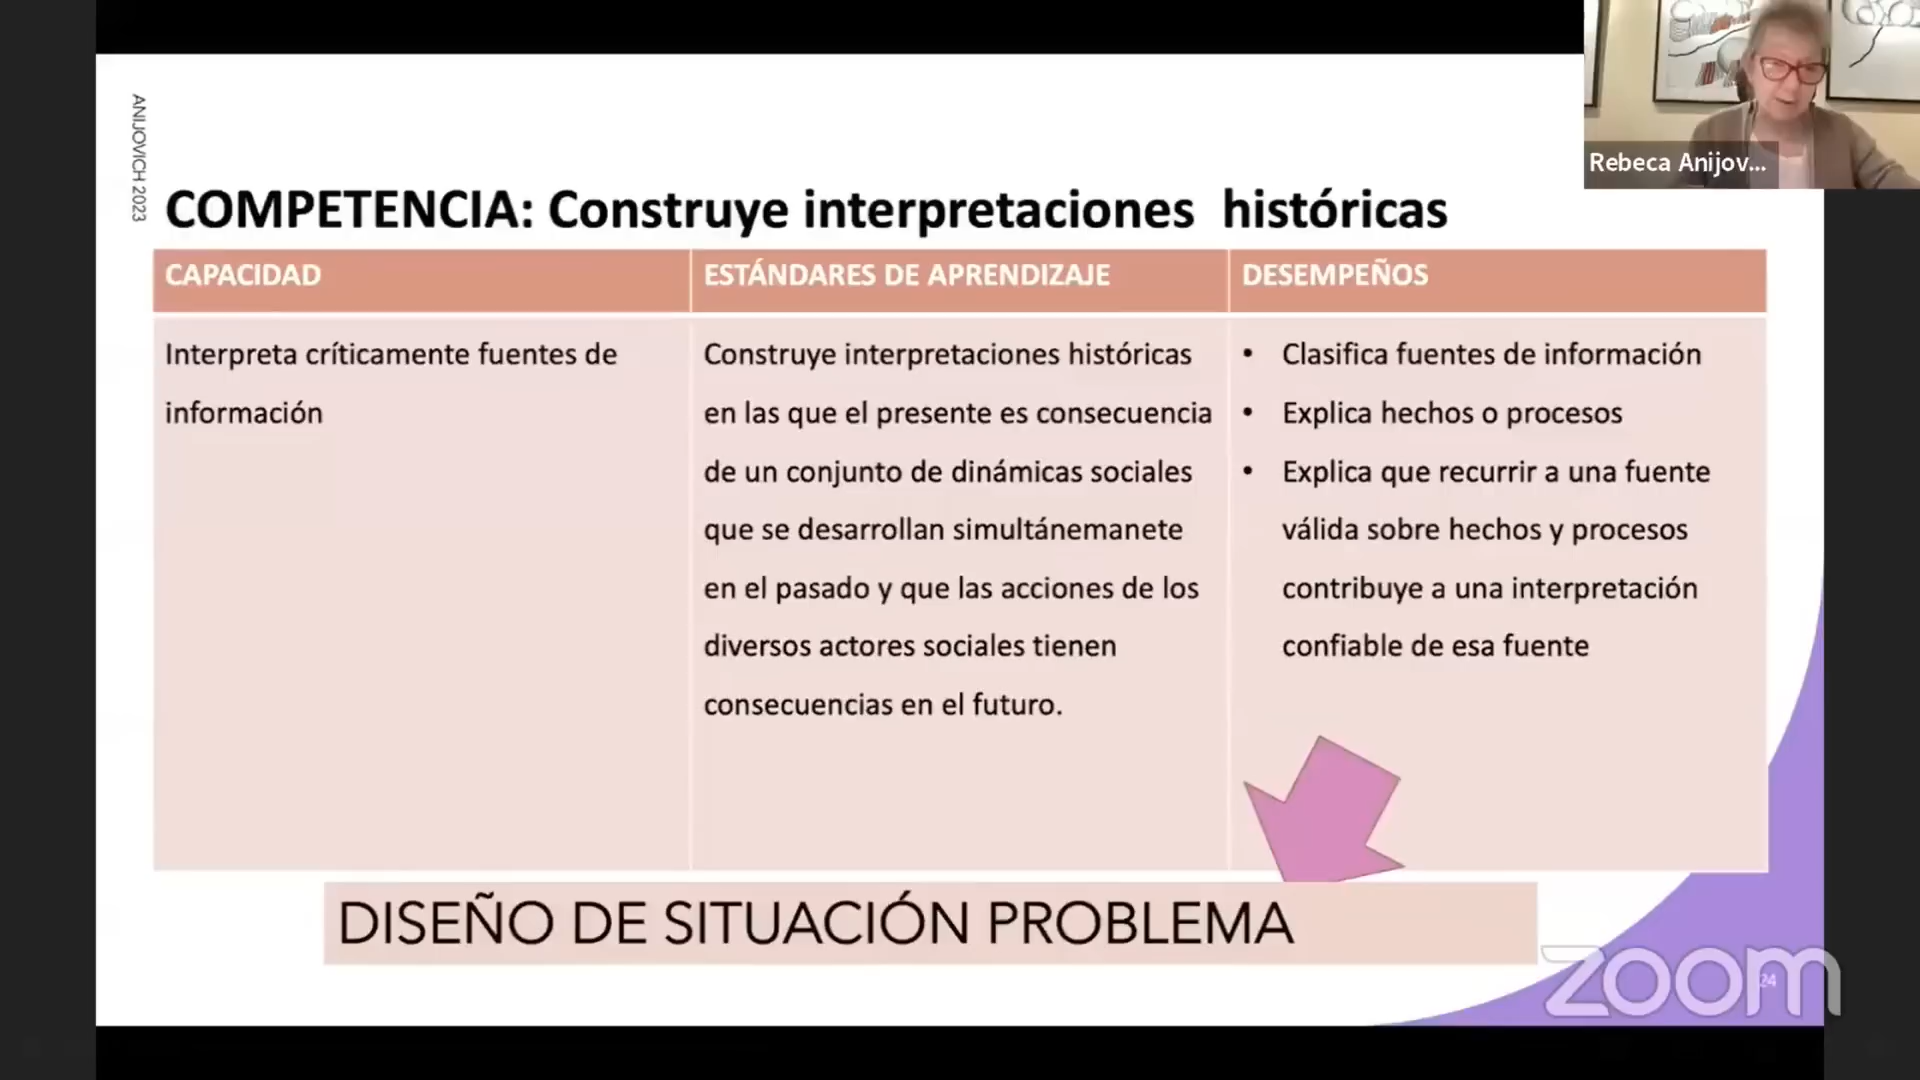 ANIJOVICH 2023
Rebeca Anijov...
COMPETENCIA: Construye interpretaciones históricas
CAPACIDAD
Interpreta críticamente fuentes de
información
ESTÁNDARES DE APRENDIZAJE
Construye interpretaciones históricas
en las que el presente es consecuencia
de un conjunto de dinámicas sociales
que se desarrollan simultánemanete
en el pasado y que las acciones de los
diversos actores sociales tienen
consecuencias en el futuro.
DESEMPEÑOS
• Clasifica fuentes de información
• Explica hechos o procesos
• Explica que recurrir a una fuente
válida sobre hechos y procesos
contribuye a una interpretación
confiable de esa fuente
DISEÑO DE SITUACIÓN PROBLEMA
zoom
24